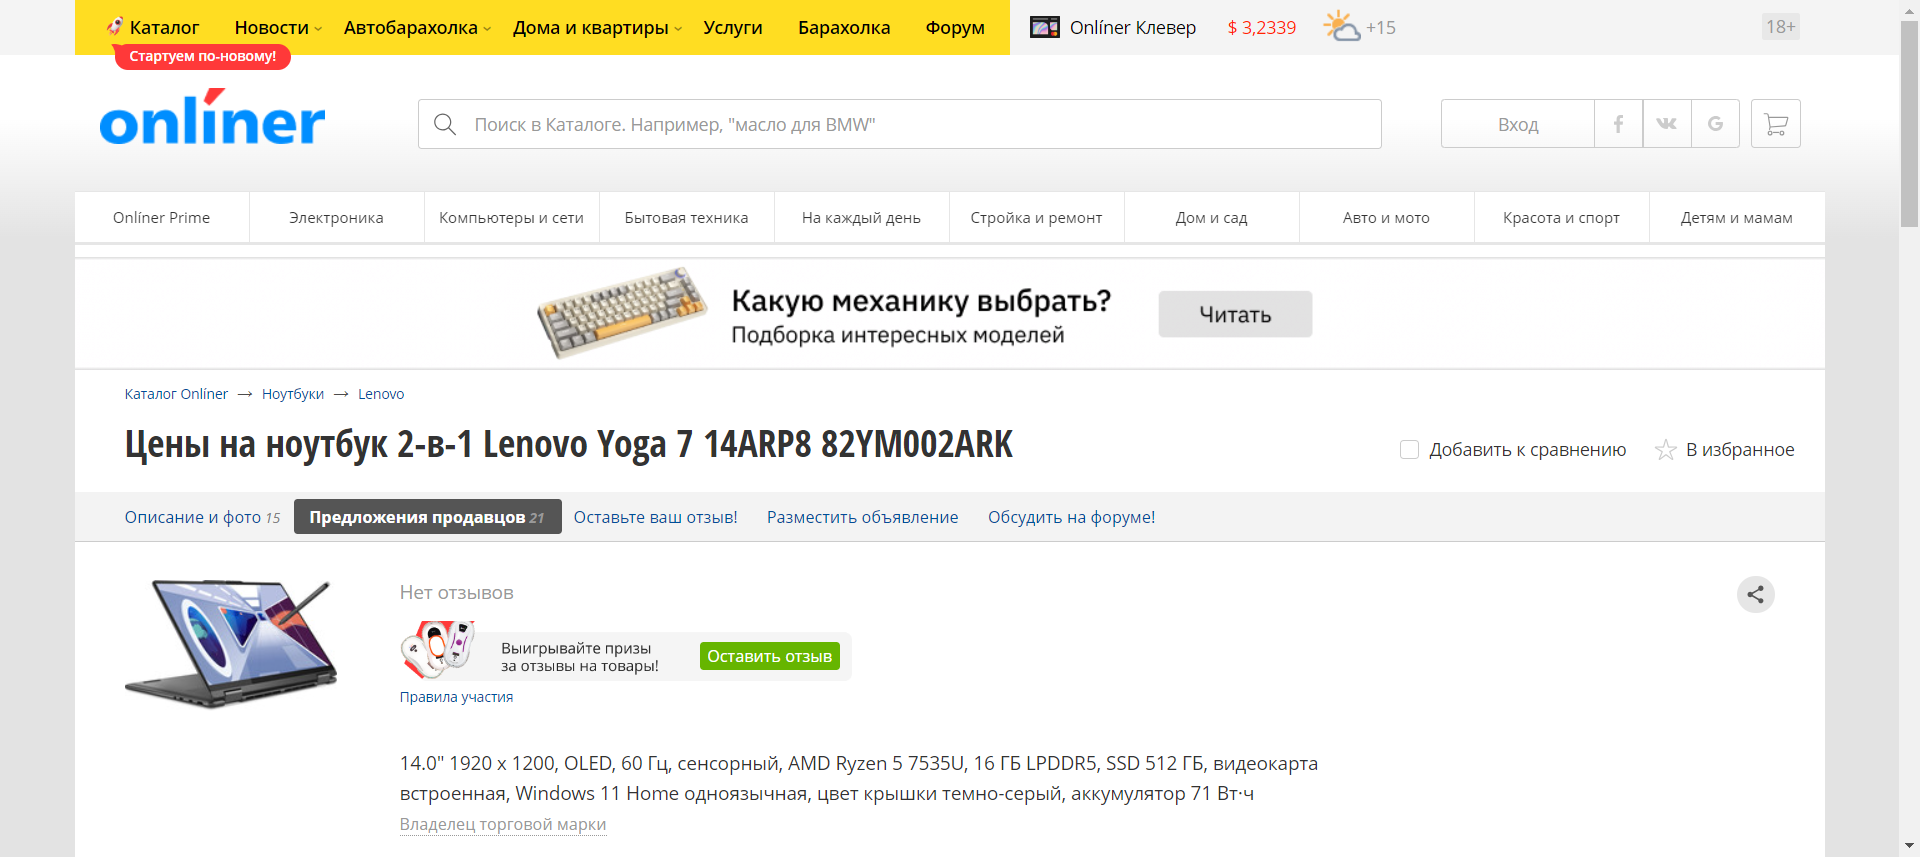 Каталог Новости Автобарахолка Дома и квартиры Услуги Барахолка Форум Onlíner Клевер $ 3,2339 +15 18+
Стартуем по-новому!
onlíner
Поиск в Каталоге. Например, "масло для BMW"
Вход
Onlíner Prime Электроника Компьютеры и сети Бытовая техника На каждый день Стройка и ремонт Дом и сад Авто и мото Красота и спорт Детям и мамам
Какую механику выбрать?
Подборка интересных моделей
Читать
Каталог Onlíner → Ноутбуки → Lenovo
Цены на ноутбук 2-в-1 Lenovo Yoga 7 14ARP8 82YM002ARK
Добавить к сравнению В избранное
Описание и фото 15 Предложения продавцов 21 Оставьте ваш отзыв! Разместить объявление Обсудить на форуме!
Нет отзывов
Выигрывайте призы
за отзывы на товары!
Оставить отзыв
Правила участия
14.0" 1920 x 1200, OLED, 60 Гц, сенсорный, AMD Ryzen 5 7535U, 16 ГБ LPDDR5, SSD 512 ГБ, видеокарта
встроенная, Windows 11 Home одноязычная, цвет крышки темно-серый, аккумулятор 71 Вт·ч
Владелец торговой марки